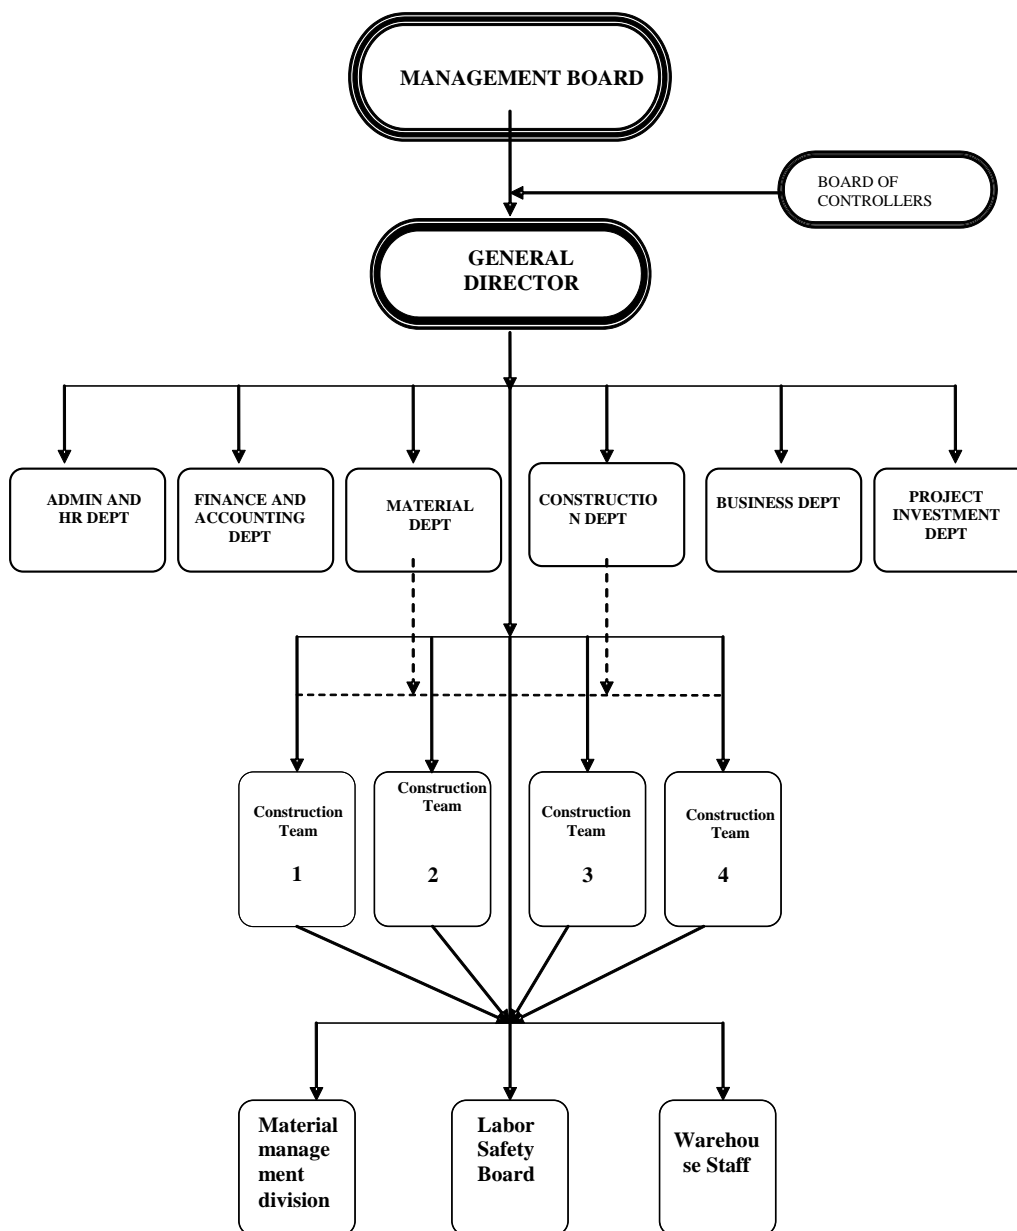 MANAGEMENT BOARD
BOARD OF
CONTROLLERS
GENERAL
DIRECTOR
ADMIN AND
HR DEPT
FINANCE AND
ACCOUNTING
DEPT
MATERIAL
DEPT
CONSTRUCTIO
N DEPT
BUSINESS DEPT
PROJECT
INVESTMENT
DEPT
Construction
Team
1
Construction
Team
2
Construction
Team
3
Construction
Team
4
Material
manage
ment
division
Labor
Safety
Board
Warehou
se Staff